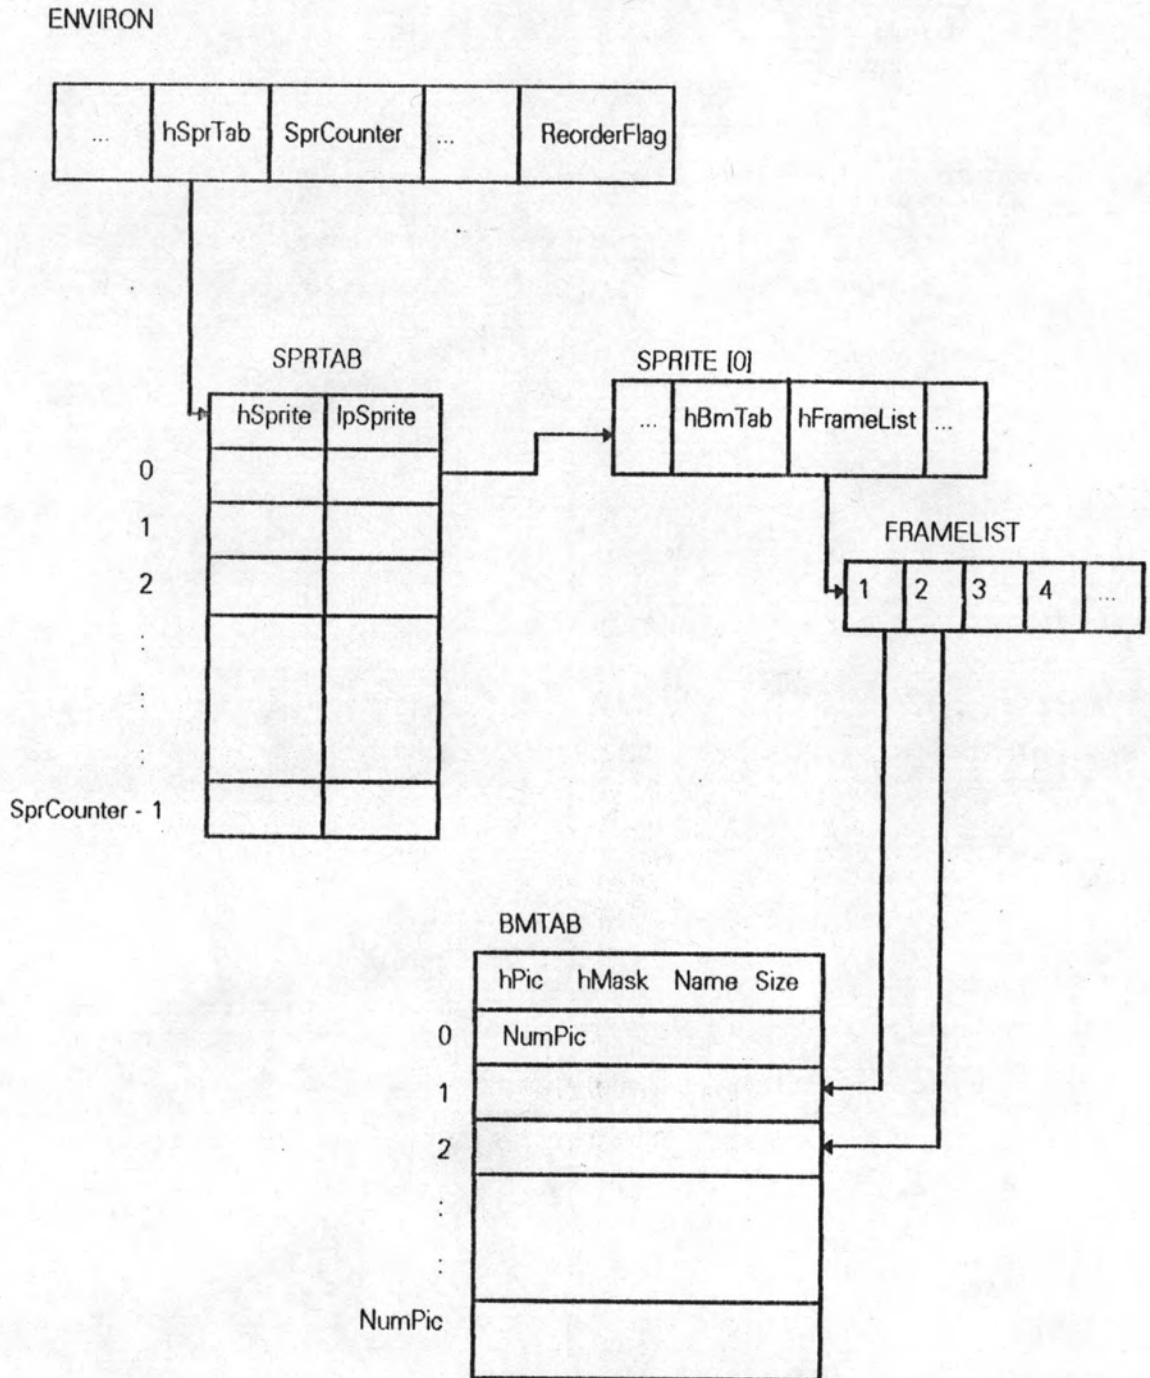 ENVIRON
... hSprTab SprCounter ... ReorderFlag
SPRTAB
hSprite lpSprite
0
1
2
:
:
SprCounter - 1
SPRITE [0]
... hBmTab hFrameList ...
FRAMELIST
1 2 3 4 ...
BMTAB
hPic hMask Name Size
0 NumPic
1
2
:
:
NumPic